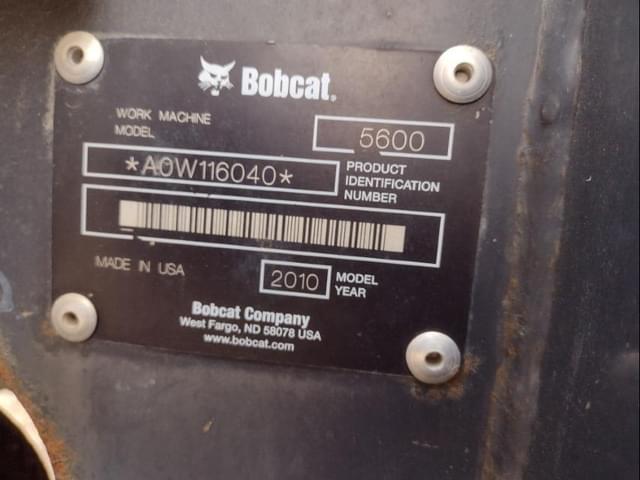 Bobcat.
WORK MACHINE
MODEL
5600
*A0W116040*
PRODUCT
IDENTIFICATION
NUMBER
MADE IN USA
2010
MODEL
YEAR
Bobcat Company
West Fargo, ND 58078 USA
www.bobcat.com